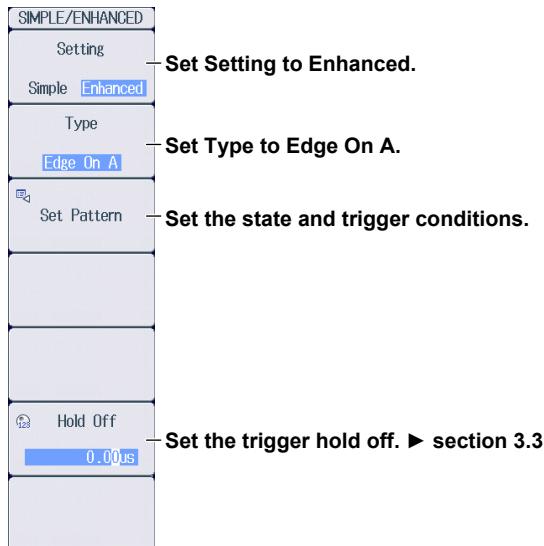 SIMPLE/ENHANCED
Setting
Simple Enhanced
Set Setting to Enhanced.
Type
Edge On A
Set Type to Edge On A.
Set Pattern
Set the state and trigger conditions.
123 Hold Off
0.00us
Set the trigger hold off. ► section 3.3